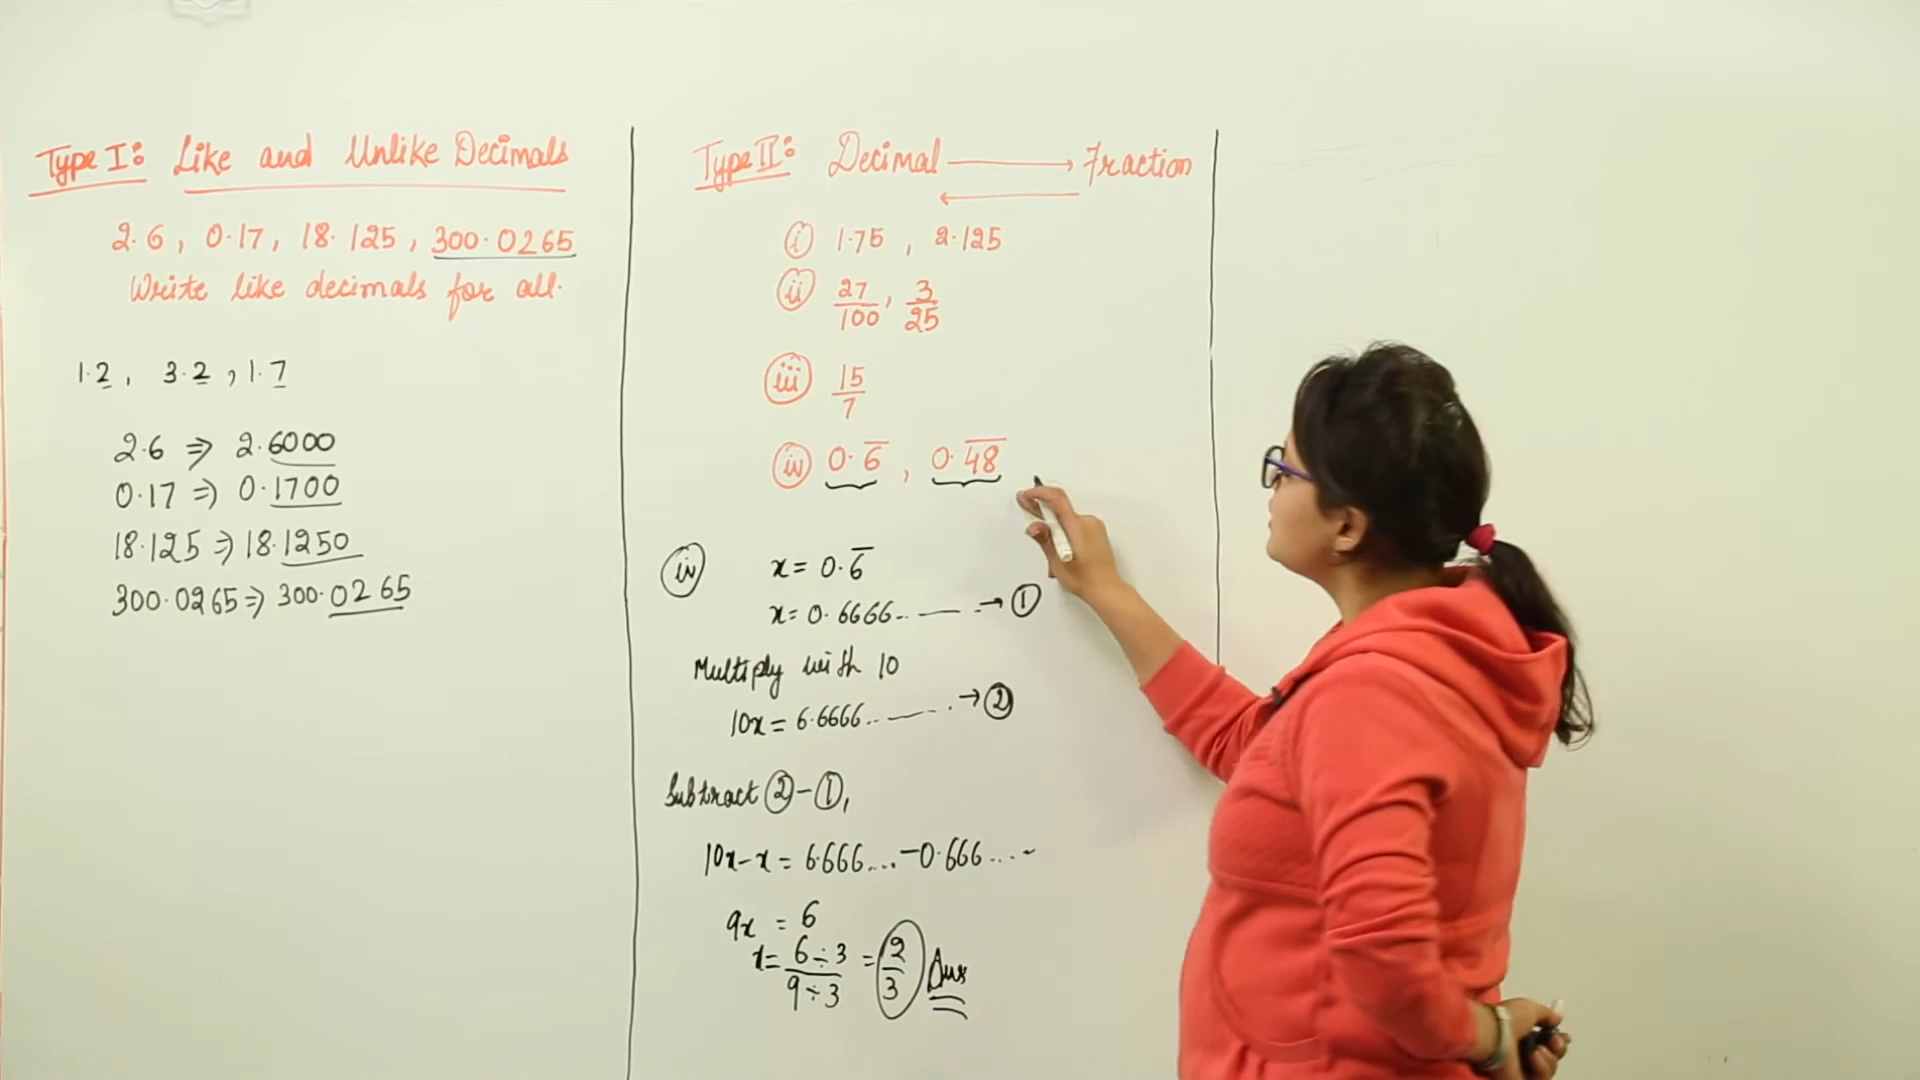 Type I: Like and Unlike Decimals
2.6, 0.17, 18.125, 300.0265
Write like decimals for all.
1.2, 3.2, 1.7
2.6 ⇒ 2.6000
0.17 ⇒ 0.1700
18.125 ⇒ 18.1250
300.0265 ⇒ 300.0265
Type II: Decimal ⟶ Fraction
⟵
(i) 1.75, 2.125
(ii) 27/100, 3/25
(iii) 15/7
(iv) 0.6̅, 0.4̅8̅
(iv) x = 0.6̅
x = 0.6666..——..→ ①
Multiply with 10
10x = 6.6666..——..→ ②
Subtract ② - ①,
10x - x = 6.666... - 0.666....
9x = 6
x = 6÷3/9÷3 = 2/3 Ans